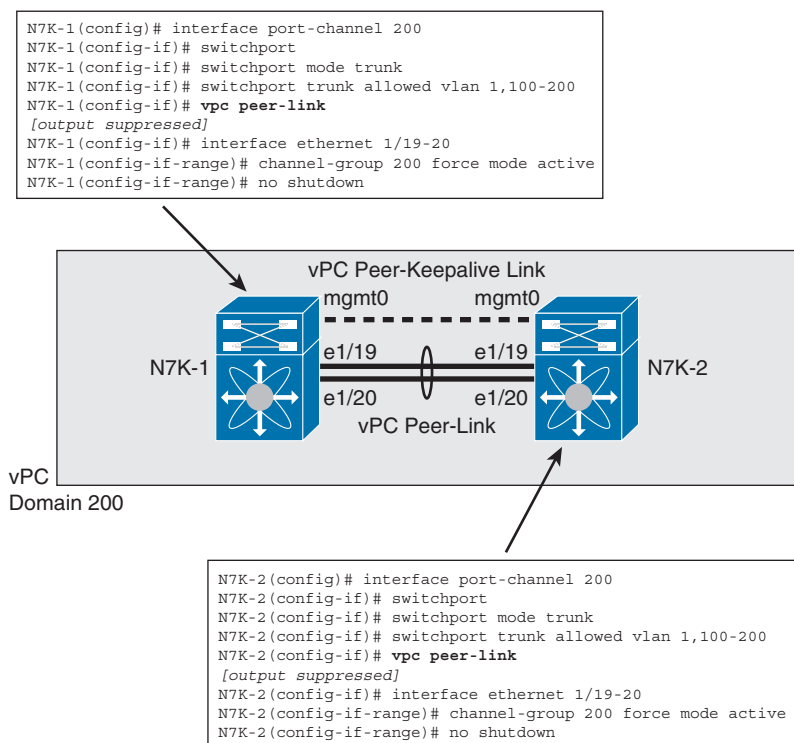 N7K-1(config)# interface port-channel 200
N7K-1(config-if)# switchport
N7K-1(config-if)# switchport mode trunk
N7K-1(config-if)# switchport trunk allowed vlan 1,100-200
N7K-1(config-if)# vpc peer-link
[output suppressed]
N7K-1(config-if)# interface ethernet 1/19-20
N7K-1(config-if-range)# channel-group 200 force mode active
N7K-1(config-if-range)# no shutdown
vPC Peer-Keepalive Link
mgmt0 mgmt0
e1/19 e1/19
N7K-1 N7K-2
e1/20 e1/20
vPC Peer-Link
vPC
Domain 200
N7K-2(config)# interface port-channel 200
N7K-2(config-if)# switchport
N7K-2(config-if)# switchport mode trunk
N7K-2(config-if)# switchport trunk allowed vlan 1,100-200
N7K-2(config-if)# vpc peer-link
[output suppressed]
N7K-2(config-if)# interface ethernet 1/19-20
N7K-2(config-if-range)# channel-group 200 force mode active
N7K-2(config-if-range)# no shutdown